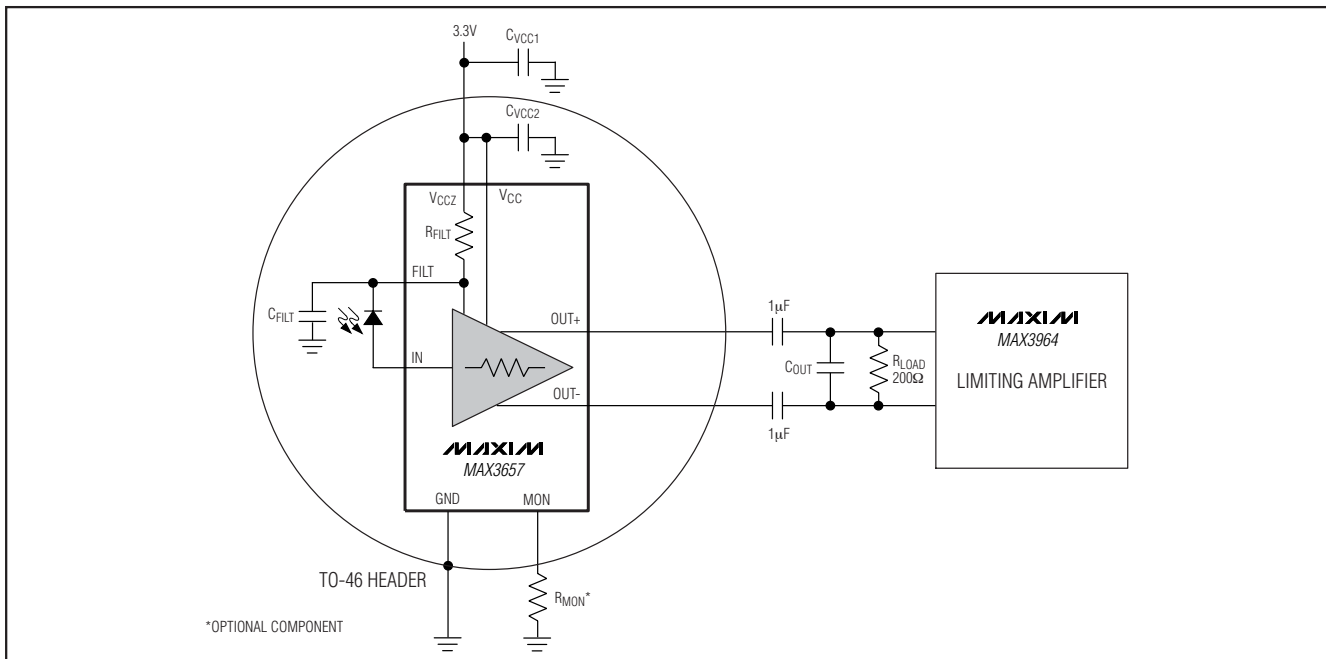 3.3V
CVCC1
CVCC2
VCCZ
VCC
RFILT
FILT
CFILT
IN
OUT+
OUT-
MAXIM
MAX3657
GND
MON
TO-46 HEADER
RMON*
*OPTIONAL COMPONENT
1μF
1μF
COUT
RLOAD
200Ω
MAXIM
MAX3964
LIMITING AMPLIFIER